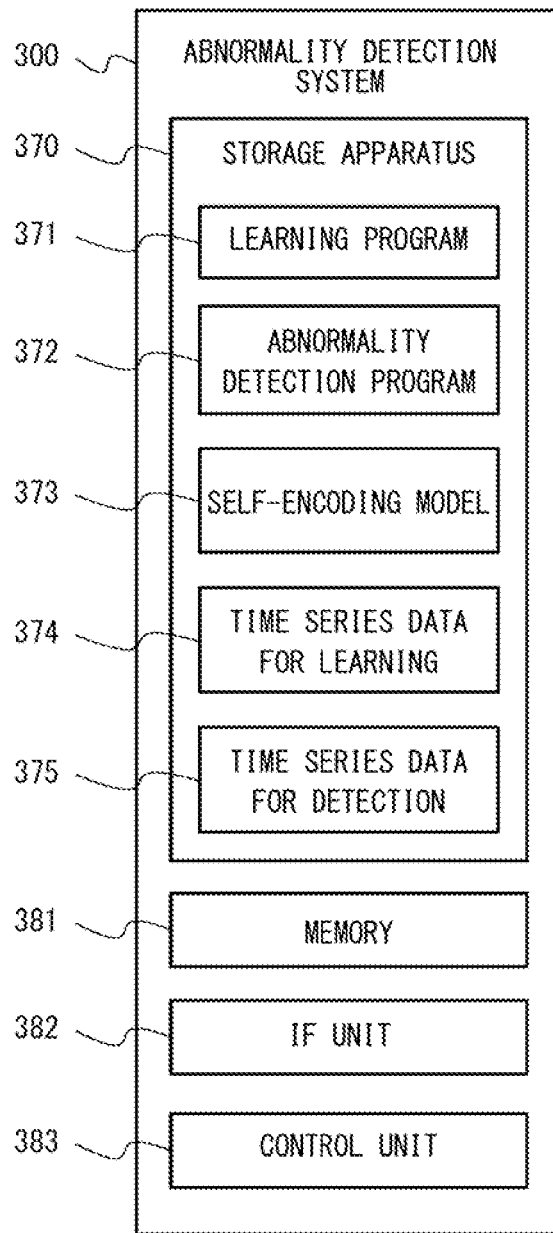 300
ABNORMALITY DETECTION
SYSTEM
370
STORAGE APPARATUS
371
LEARNING PROGRAM
372
ABNORMALITY
DETECTION PROGRAM
373
SELF-ENCODING MODEL
374
TIME SERIES DATA
FOR LEARNING
375
TIME SERIES DATA
FOR DETECTION
381
MEMORY
382
IF UNIT
383
CONTROL UNIT